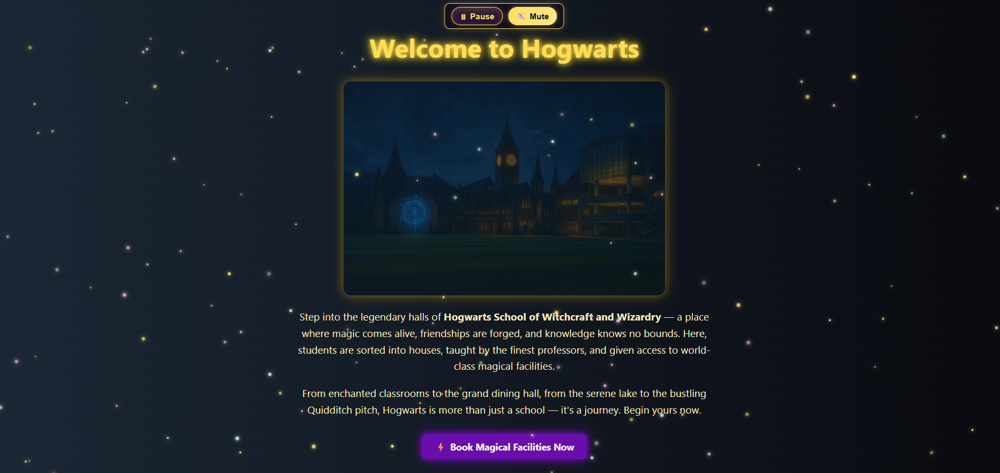 Pause Mute
Welcome to Hogwarts
Step into the legendary halls of Hogwarts School of Witchcraft and Wizardry — a place
where magic comes alive, friendships are forged, and knowledge knows no bounds. Here,
students are sorted into houses, taught by the finest professors, and given access to world-
class magical facilities.
From enchanted classrooms to the grand dining hall, from the serene lake to the bustling
Quidditch pitch, Hogwarts is more than just a school — it's a journey. Begin yours now.
Book Magical Facilities Now